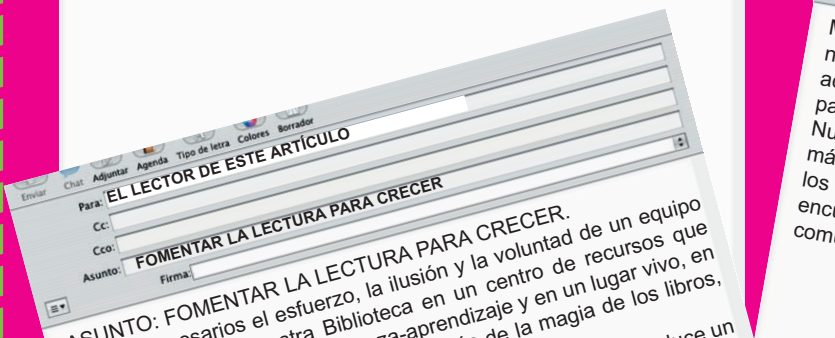 Enviar Chat Adjuntar Agenda Tipo de letra Colores Borrador
Para: EL LECTOR DE ESTE ARTÍCULO
Cc:
Cco:
Asunto: FOMENTAR LA LECTURA PARA CRECER
Firma:
ASUNTO: FOMENTAR LA LECTURA PARA CRECER.
el esfuerzo, la ilusión y la voluntad de un equipo
Biblioteca en un centro de recursos que
za-aprendizaje y en un lugar vivo, en
de la magia de los libros,
un
los